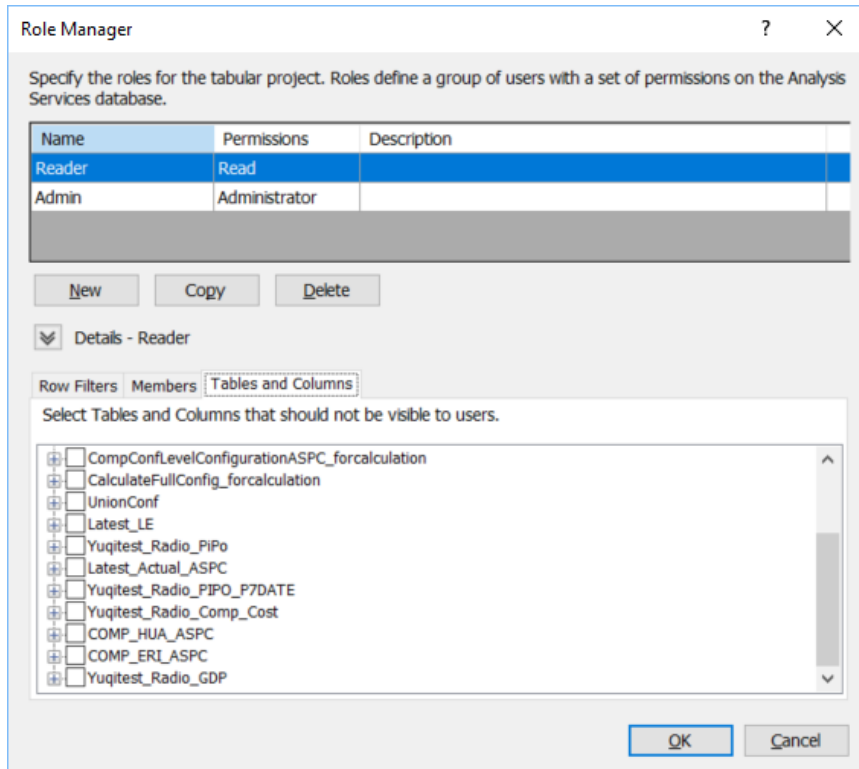 Role Manager
?
Specify the roles for the tabular project. Roles define a group of users with a set of permissions on the Analysis
Services database.
Name Permissions Description
Reader Read
Admin Administrator
New Copy Delete
Details - Reader
Row Filters Members Tables and Columns
Select Tables and Columns that should not be visible to users.
CompConfLevelConfigurationASPC_forcalculation
CalculateFullConfig_forcalculation
UnionConf
Latest_LE
Yuqitest_Radio_PiPo
Latest_Actual_ASPC
Yuqitest_Radio_PIPO_P7DATE
Yuqitest_Radio_Comp_Cost
COMP_HUA_ASPC
COMP_ERI_ASPC
Yuqitest_Radio_GDP
OK Cancel